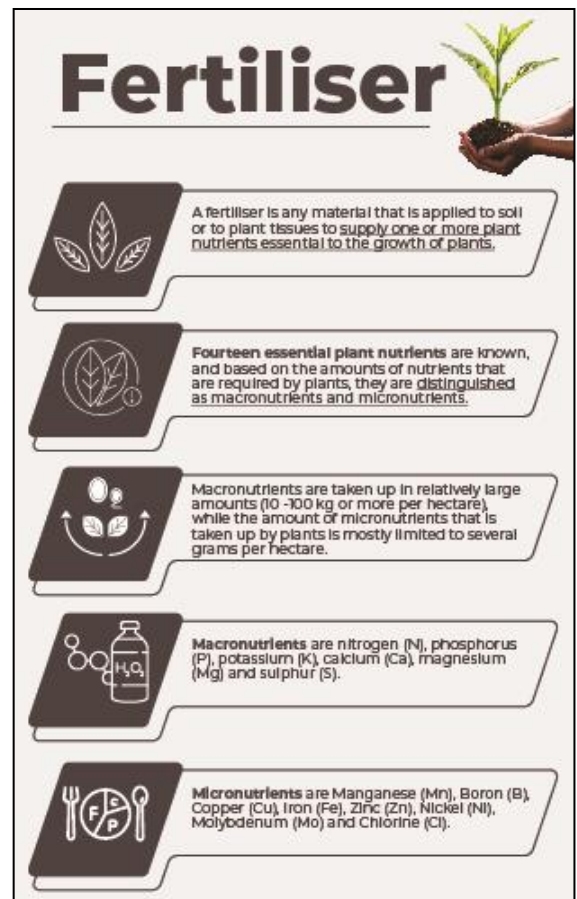 Fertiliser
A fertiliser is any material that is applied to soil
or to plant tissues to supply one or more plant
nutrients essential to the growth of plants.
Fourteen essential plant nutrients are known,
and based on the amounts of nutrients that
are required by plants, they are distinguished
as macronutrients and micronutrients.
Macronutrients are taken up in relatively large
amounts (10 -100 kg or more per hectare),
while the amount of micronutrients that is
taken up by plants is mostly limited to several
grams per hectare.
H₂O₂
Macronutrients are nitrogen (N), phosphorus
(P), potassium (K), calcium (Ca), magnesium
(Mg) and sulphur (S).
F C
P
Micronutrients are Manganese (Mn), Boron (B),
Copper (Cu), Iron (Fe), Zinc (Zn), Nickel (Ni),
Molybdenum (Mo) and Chlorine (Cl).